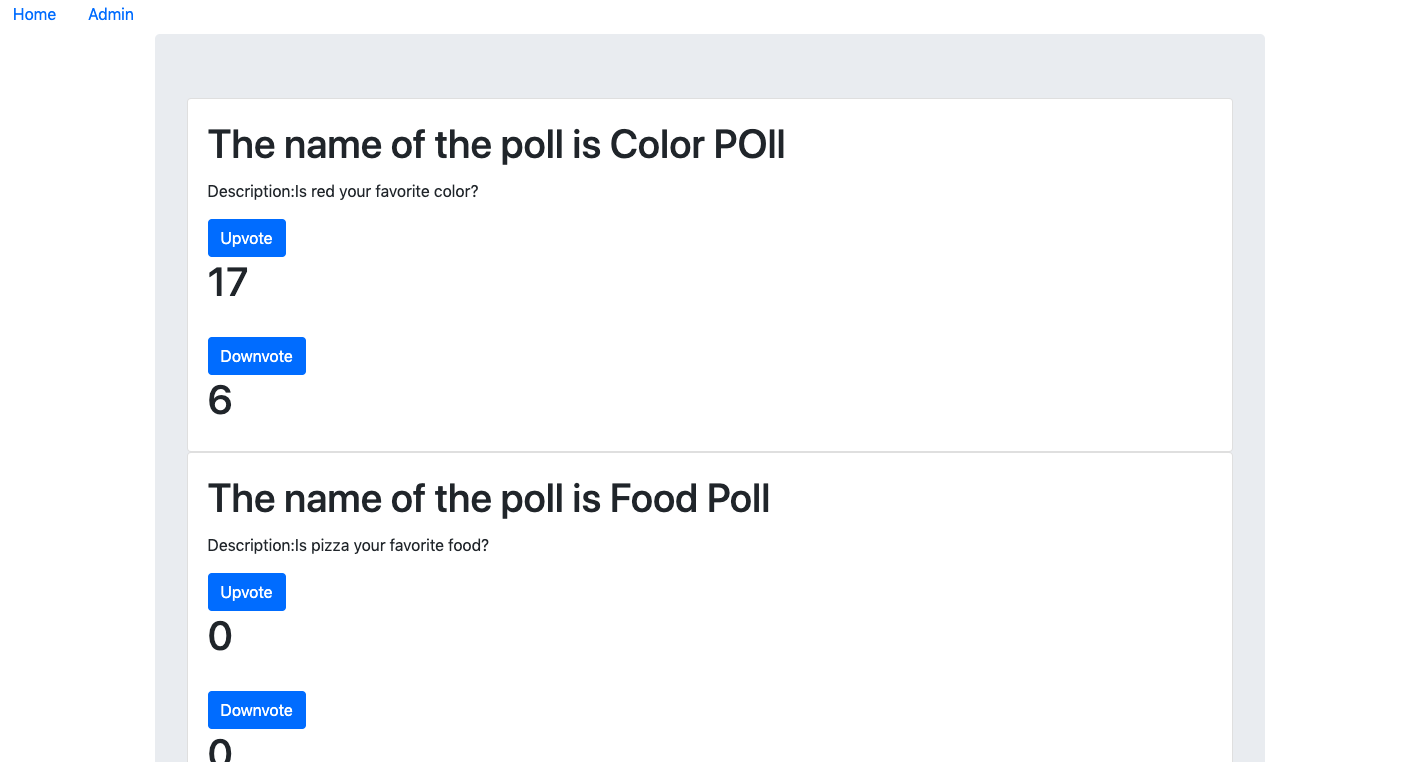 Home Admin
The name of the poll is Color POll
Description:Is red your favorite color?
Upvote
17
Downvote
6
The name of the poll is Food Poll
Description:Is pizza your favorite food?
Upvote
0
Downvote
0